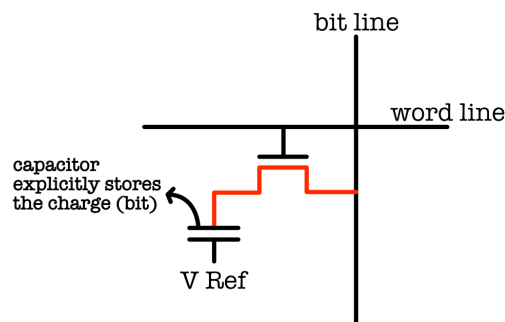 bit line
word line
capacitor
explicitly stores
the charge (bit)
V Ref